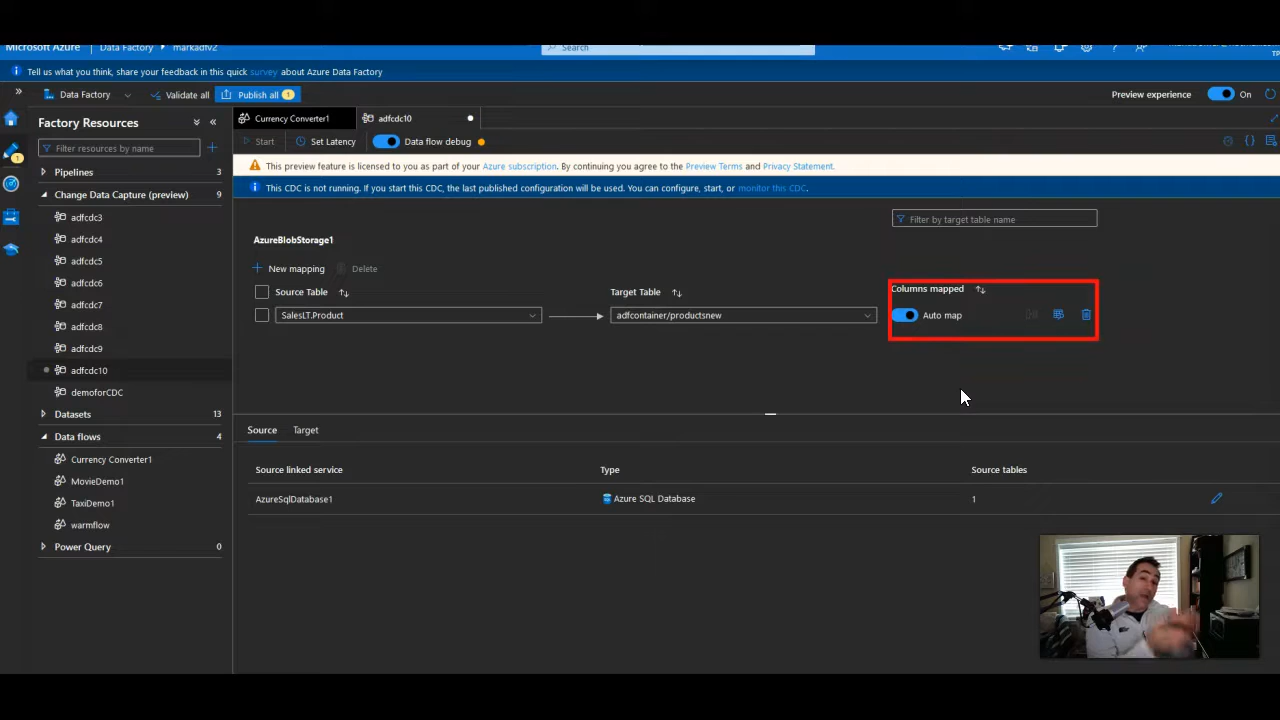 Microsoft Azure Data Factory markadfv2 Search
Tell us what you think, share your feedback in this quick survey about Azure Data Factory
Data Factory Validate all Publish all 1 Preview experience On
Factory Resources Currency Converter1 adfcdc10
Filter resources by name Start Set Latency Data flow debug
Pipelines 3
This preview feature is licensed to you as part of your Azure subscription. By continuing you agree to the Preview Terms and Privacy Statement.
Change Data Capture (preview) 9
This CDC is not running. If you start this CDC, the last published configuration will be used. You can configure, start, or monitor this CDC.
adfcdc3
adfcdc4
adfcdc5
adfcdc6
adfcdc7
adfcdc8
adfcdc9
adfcdc10
demoforCDC
Datasets 13
Data flows 4
Currency Converter1
MovieDemo1
TaxiDemo1
warmflow
Power Query 0
Filter by target table name
AzureBlobStorage1
New mapping Delete
Source Table Target Table Columns mapped
SalesLT.Product adfcontainer/productsnew Auto map
Source Target
Source linked service Type Source tables
AzureSqlDatabase1 Azure SQL Database 1